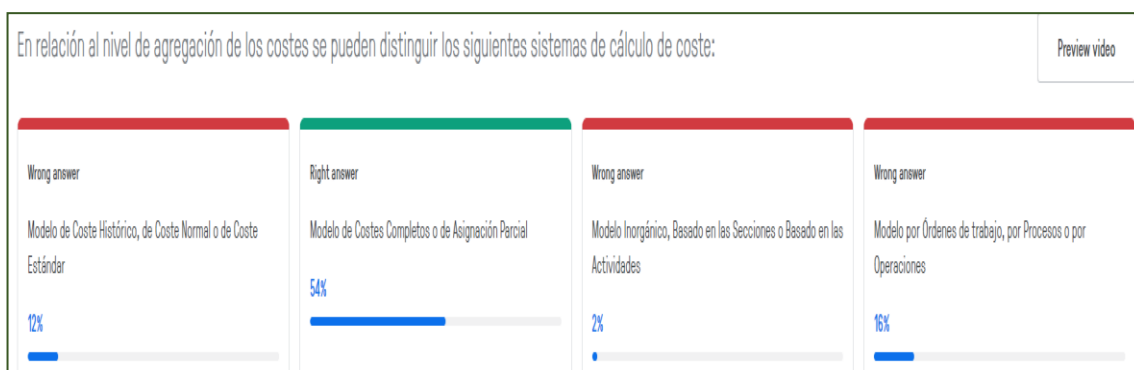 En relación al nivel de agregación de los costes se pueden distinguir los siguientes sistemas de cálculo de coste:
Preview video
Wrong answer
Modelo de Coste Histórico, de Coste Normal o de Coste
Estándar
12%
Right answer
Modelo de Costes Completos o de Asignación Parcial
54%
Wrong answer
Modelo Inorgánico, Basado en las Secciones o Basado en las
Actividades
2%
Wrong answer
Modelo por Órdenes de trabajo, por Procesos o por
Operaciones
16%